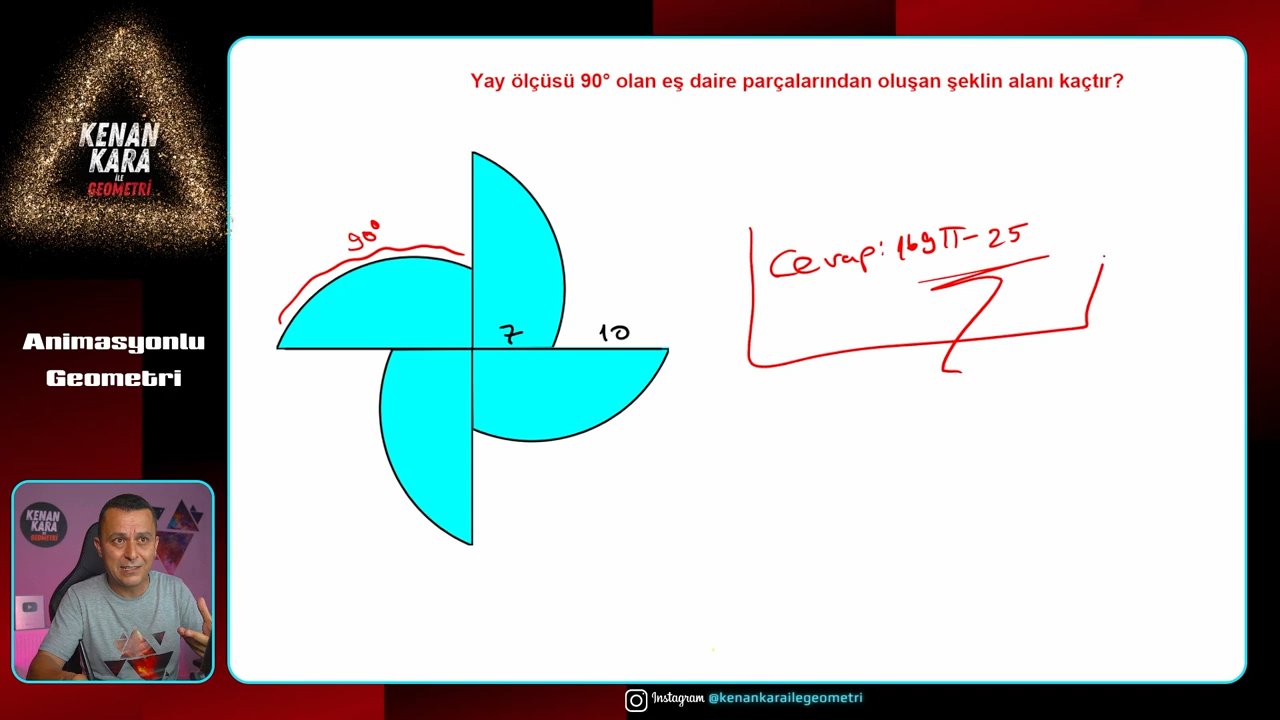 Yay ölçüsü 90° olan eş daire parçalarından oluşan şeklin alanı kaçtır?
KENAN
KARA
İLE
GEOMETRİ
90°
Cevap: 169π - 25
7
10
Animasyonlu
Geometri
KENAN
KARA
GEOMETRİ
Instagram @kenankarailegeometri